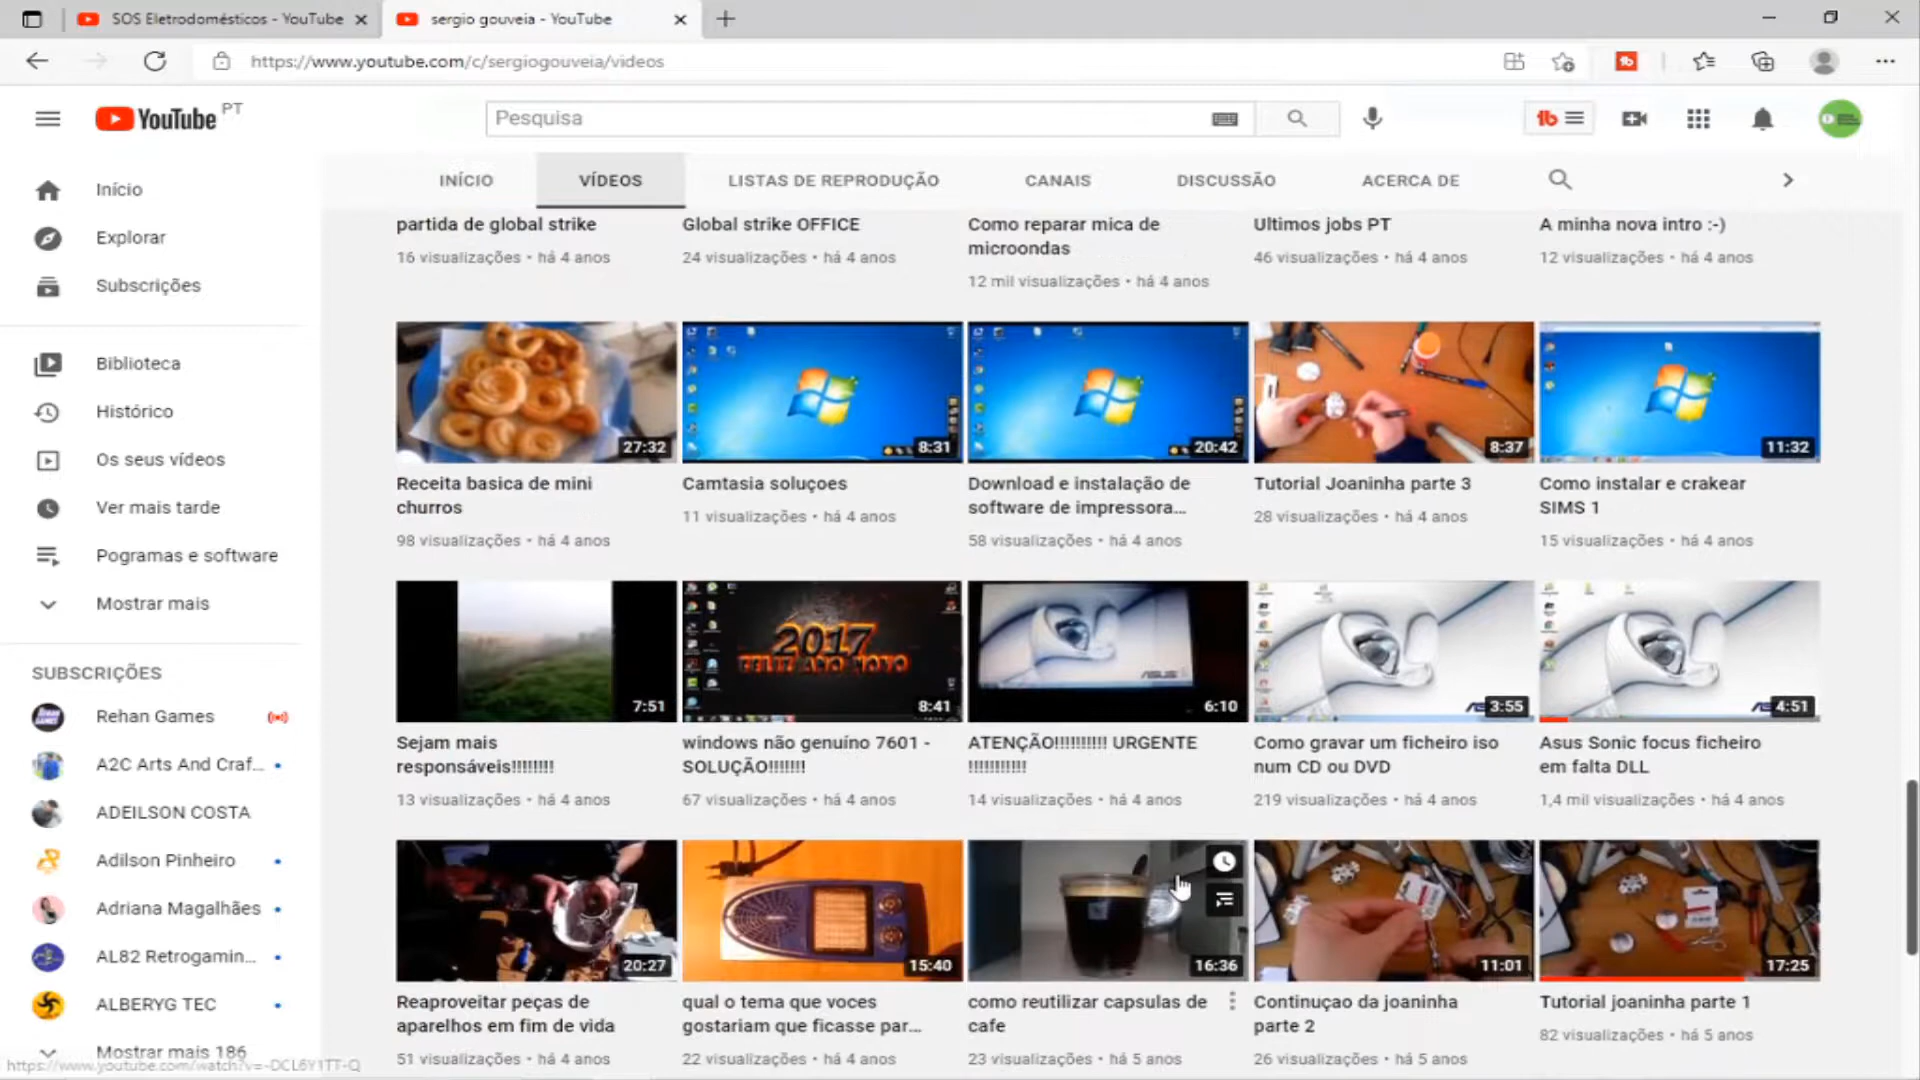 SOS Eletrodomésticos - YouTube
sergio gouveia - YouTube
https://www.youtube.com/c/sergiogouveia/videos
YouTube PT
Pesquisa
Início
Explorar
Subscrições
Biblioteca
Histórico
Os seus vídeos
Ver mais tarde
Pogramas e software
Mostrar mais
SUBSCRIÇÕES
Rehan Games
A2C Arts And Craf...
ADEILSON COSTA
Adilson Pinheiro
Adriana Magalhães
AL82 Retrogamin...
ALBERYG TEC
Mostrar mais 186
https://www.youtube.com/watch?v=-DCL6Y1TT-Q
INÍCIO
VÍDEOS
LISTAS DE REPRODUÇÃO
CANAIS
DISCUSSÃO
ACERCA DE
partida de global strike
16 visualizações • há 4 anos
Global strike OFFICE
24 visualizações • há 4 anos
Como reparar mica de
microondas
12 mil visualizações • há 4 anos
Ultimos jobs PT
46 visualizações • há 4 anos
A minha nova intro :-)
12 visualizações • há 4 anos
27:32
Receita basica de mini
churros
98 visualizações • há 4 anos
8:31
Camtasia soluçoes
11 visualizações • há 4 anos
20:42
Download e instalação de
software de impressora...
58 visualizações • há 4 anos
8:37
Tutorial Joaninha parte 3
28 visualizações • há 4 anos
11:32
Como instalar e crakear
SIMS 1
15 visualizações • há 4 anos
7:51
Sejam mais
responsáveis!!!!!!!!
13 visualizações • há 4 anos
2017
FELIZ ANO NOVO
8:41
windows não genuíno 7601 -
SOLUÇÃO!!!!!!!
67 visualizações • há 4 anos
ASUS
6:10
ATENÇÃO!!!!!!!!!! URGENTE
!!!!!!!!!!!
14 visualizações • há 4 anos
3:55
Como gravar um ficheiro iso
num CD ou DVD
219 visualizações • há 4 anos
4:51
Asus Sonic focus ficheiro
em falta DLL
1,4 mil visualizações • há 4 anos
20:27
Reaproveitar peças de
aparelhos em fim de vida
51 visualizações • há 4 anos
15:40
qual o tema que voces
gostariam que ficasse par...
22 visualizações • há 4 anos
16:36
como reutilizar capsulas de
cafe
23 visualizações • há 5 anos
11:01
Continuçao da joaninha
parte 2
26 visualizações • há 5 anos
17:25
Tutorial joaninha parte 1
82 visualizações • há 5 anos